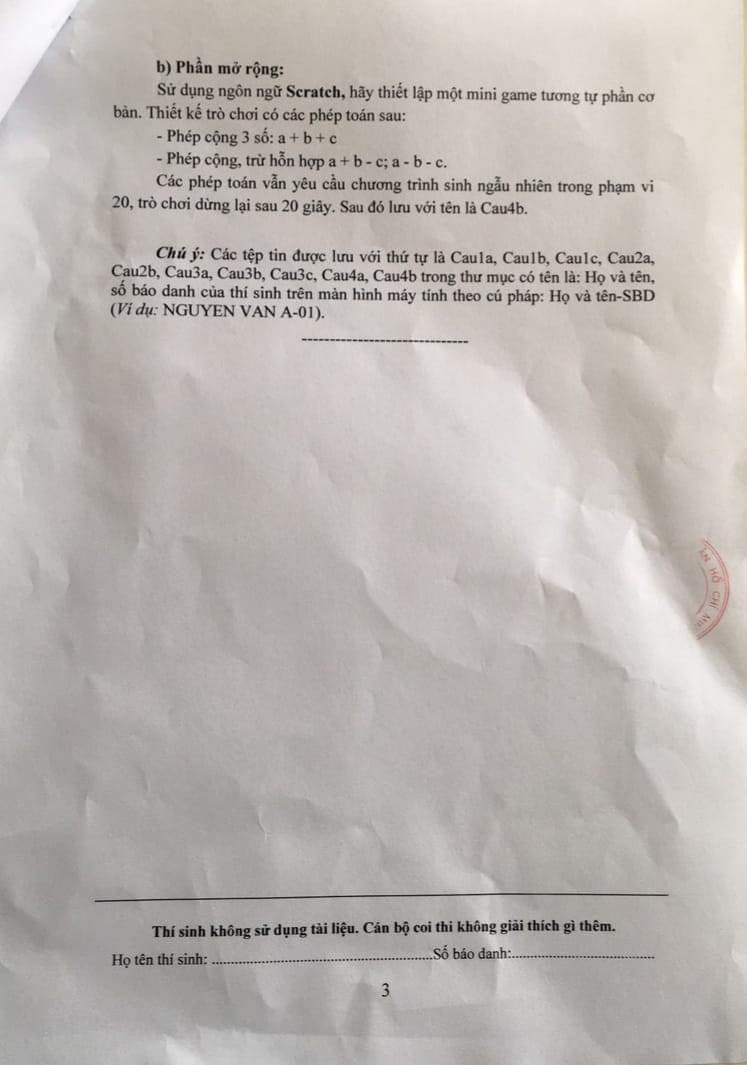 b) Phần mở rộng:
Sử dụng ngôn ngữ Scratch, hãy thiết lập một mini game tương tự phần cơ
bản. Thiết kế trò chơi có các phép toán sau:
- Phép cộng 3 số: a + b + c
- Phép cộng, trừ hỗn hợp a + b - c; a - b - c.
Các phép toán vẫn yêu cầu chương trình sinh ngẫu nhiên trong phạm vi
20, trò chơi dừng lại sau 20 giây. Sau đó lưu với tên là Cau4b.
Chú ý: Các tệp tin được lưu với thứ tự là Cau1a, Cau1b, Cau1c, Cau2a,
Cau2b, Cau3a, Cau3b, Cau3c, Cau4a, Cau4b trong thư mục có tên là: Họ và tên,
số báo danh của thí sinh trên màn hình máy tính theo cú pháp: Họ và tên-SBD
(Ví dụ: NGUYEN VAN A-01).
HỒ CHÍ
Thí sinh không sử dụng tài liệu. Cán bộ coi thi không giải thích gì thêm.
Họ tên thí sinh: Số báo danh:
3